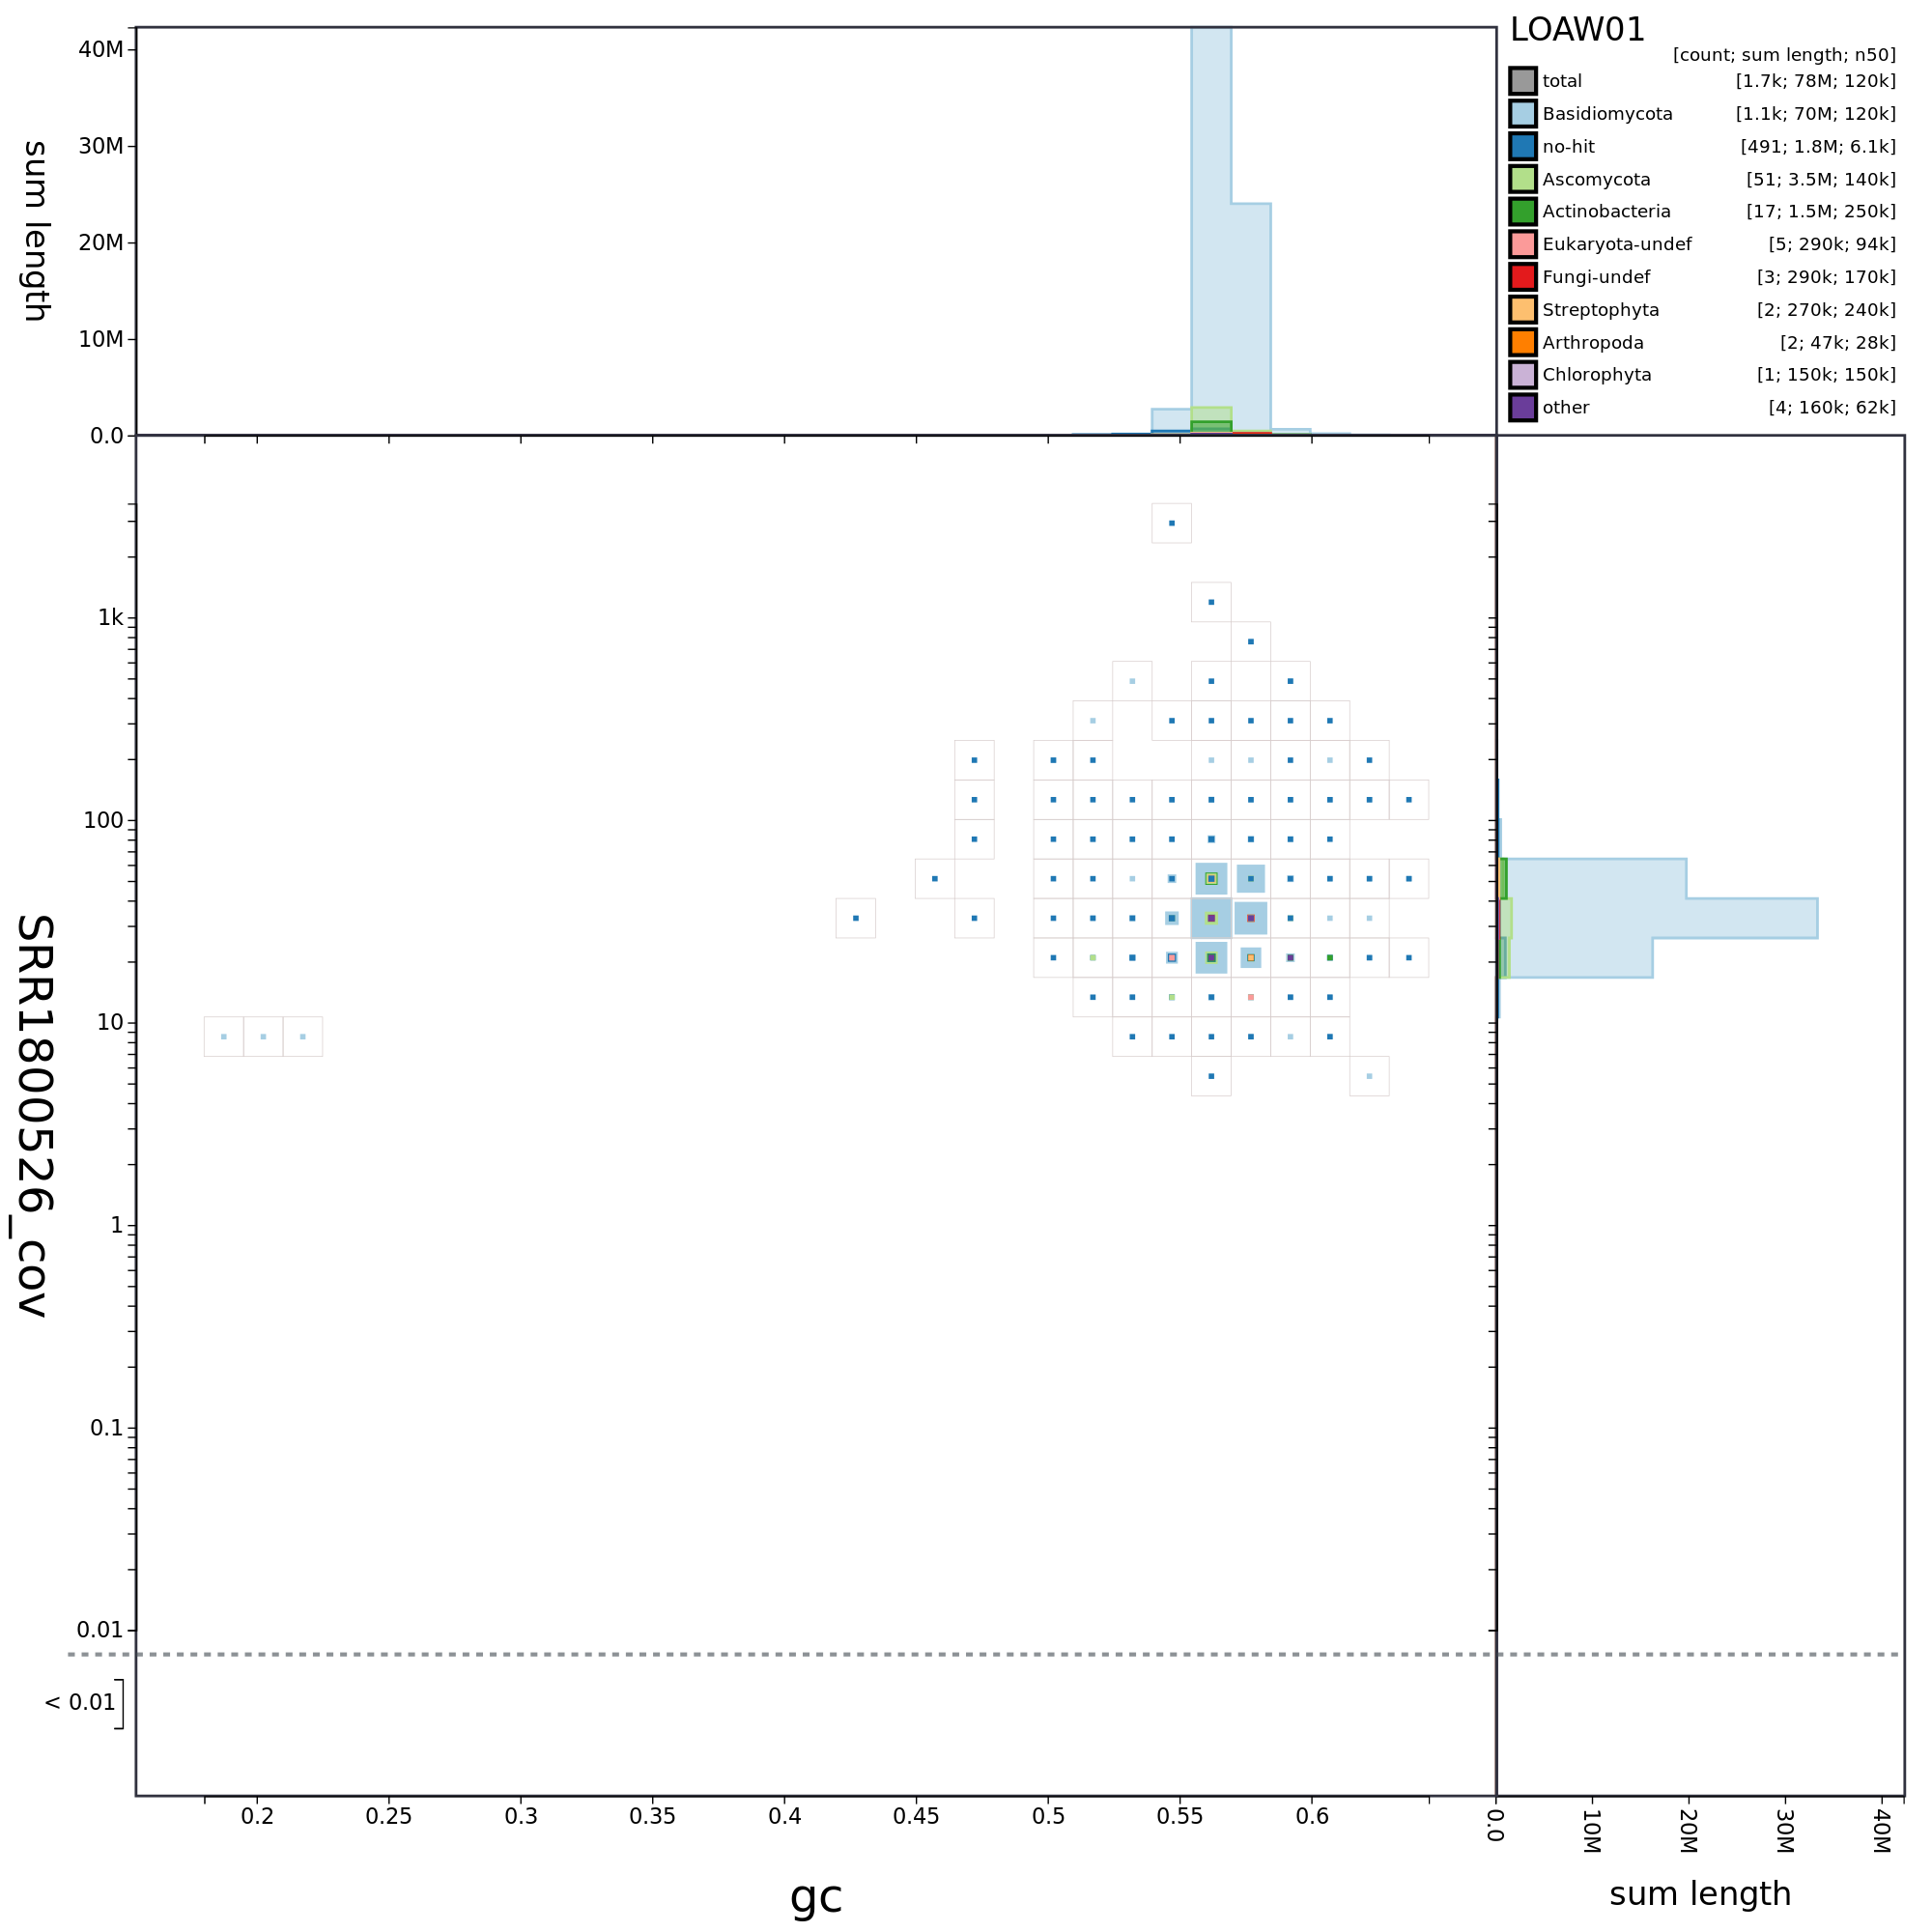 LOAW01
[count; sum length; n50]
total [1.7k; 78M; 120k]
Basidiomycota [1.1k; 70M; 120k]
no-hit [491; 1.8M; 6.1k]
Ascomycota [51; 3.5M; 140k]
Actinobacteria [17; 1.5M; 250k]
Eukaryota-undef [5; 290k; 94k]
Fungi-undef [3; 290k; 170k]
Streptophyta [2; 270k; 240k]
Arthropoda [2; 47k; 28k]
Chlorophyta [1; 150k; 150k]
other [4; 160k; 62k]
sum length
40M
30M
20M
10M
0.0
SRR1800526_cov
1k
100
10
1
0.1
0.01
< 0.01
0.2 0.25 0.3 0.35 0.4 0.45 0.5 0.55 0.6
gc
0.0 10M 20M 30M 40M
sum length